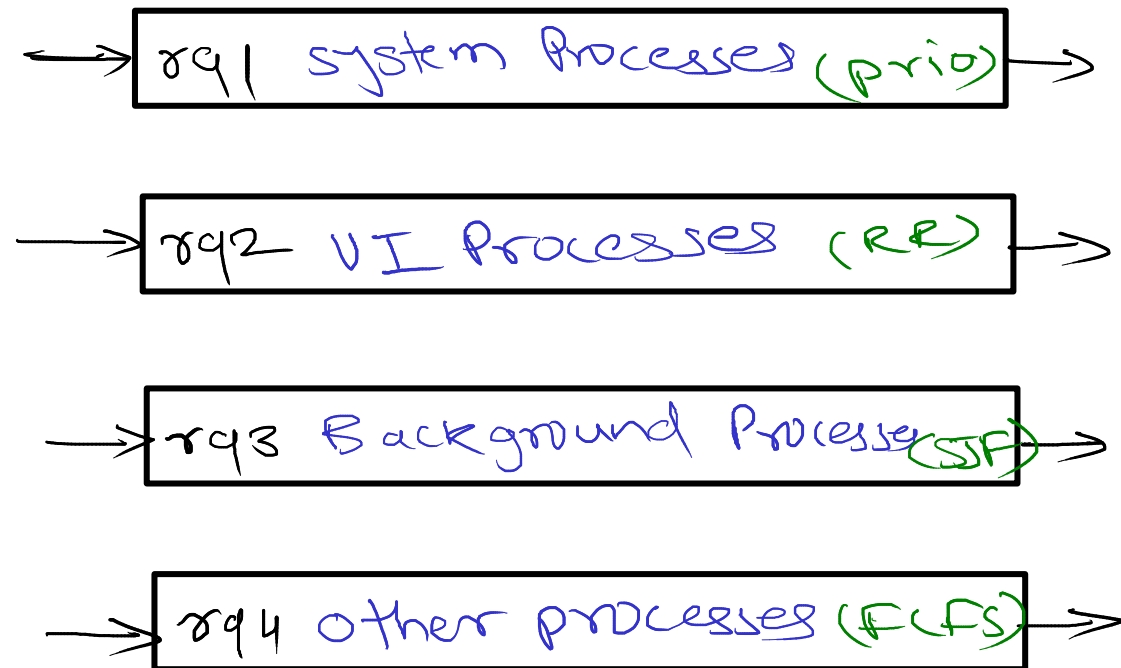 rq1 system Processes (prio)
rq2 UI Processes (RR)
rq3 Background Processes (SJF)
rq4 other processes (FCFS)